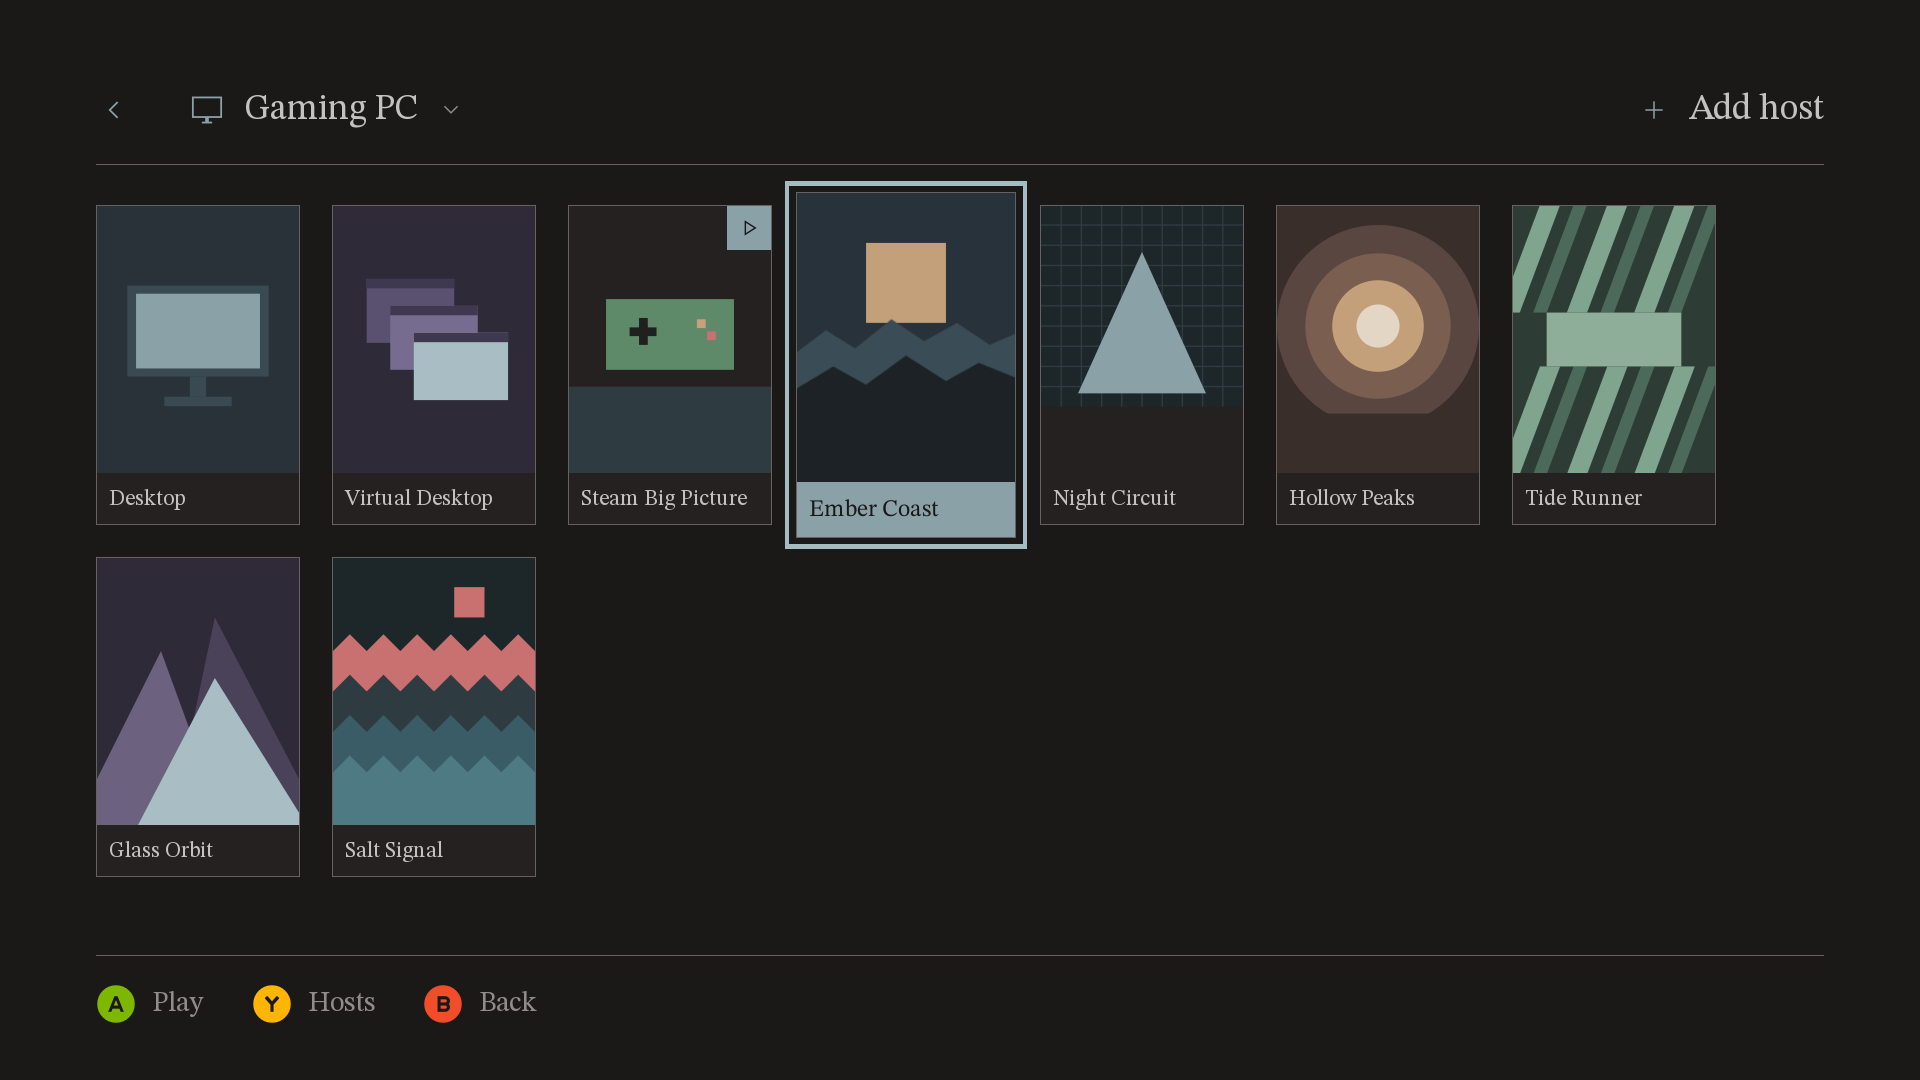 Gaming PC
Add host
Desktop
Virtual Desktop
Steam Big Picture
Ember Coast
Night Circuit
Hollow Peaks
Tide Runner
Glass Orbit
Salt Signal
A Play
Y Hosts
B Back